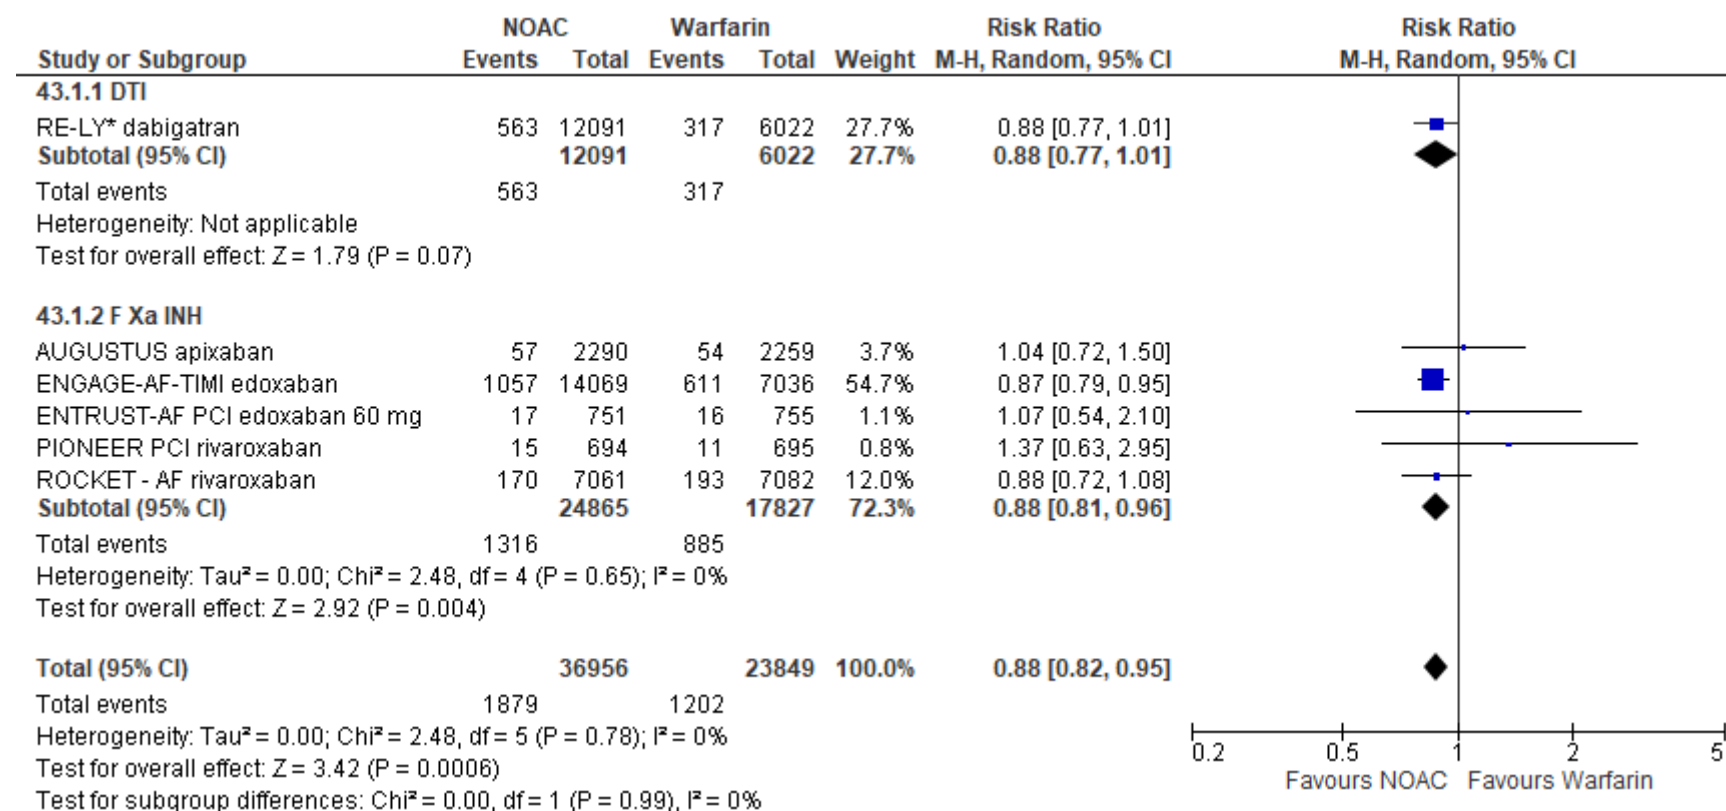 NOAC Warfarin Risk Ratio Risk Ratio
Study or Subgroup Events Total Events Total Weight M-H, Random, 95% CI M-H, Random, 95% CI
43.1.1 DTI
RE-LY* dabigatran 563 12091 317 6022 27.7% 0.88 [0.77, 1.01]
Subtotal (95% CI) 12091 6022 27.7% 0.88 [0.77, 1.01]
Total events 563 317
Heterogeneity: Not applicable
Test for overall effect: Z = 1.79 (P = 0.07)
43.1.2 F Xa INH
AUGUSTUS apixaban 57 2290 54 2259 3.7% 1.04 [0.72, 1.50]
ENGAGE-AF-TIMI edoxaban 1057 14069 611 7036 54.7% 0.87 [0.79, 0.95]
ENTRUST-AF PCI edoxaban 60 mg 17 751 16 755 1.1% 1.07 [0.54, 2.10]
PIONEER PCI rivaroxaban 15 694 11 695 0.8% 1.37 [0.63, 2.95]
ROCKET - AF rivaroxaban 170 7061 193 7082 12.0% 0.88 [0.72, 1.08]
Subtotal (95% CI) 24865 17827 72.3% 0.88 [0.81, 0.96]
Total events 1316 885
Heterogeneity: Tau² = 0.00; Chi² = 2.48, df = 4 (P = 0.65); I² = 0%
Test for overall effect: Z = 2.92 (P = 0.004)
Total (95% CI) 36956 23849 100.0% 0.88 [0.82, 0.95]
Total events 1879 1202
Heterogeneity: Tau² = 0.00; Chi² = 2.48, df = 5 (P = 0.78); I² = 0%
Test for overall effect: Z = 3.42 (P = 0.0006)
Test for subgroup differences: Chi² = 0.00, df = 1 (P = 0.99), I² = 0%
0.2 0.5 1 2 5
Favours NOAC Favours Warfarin